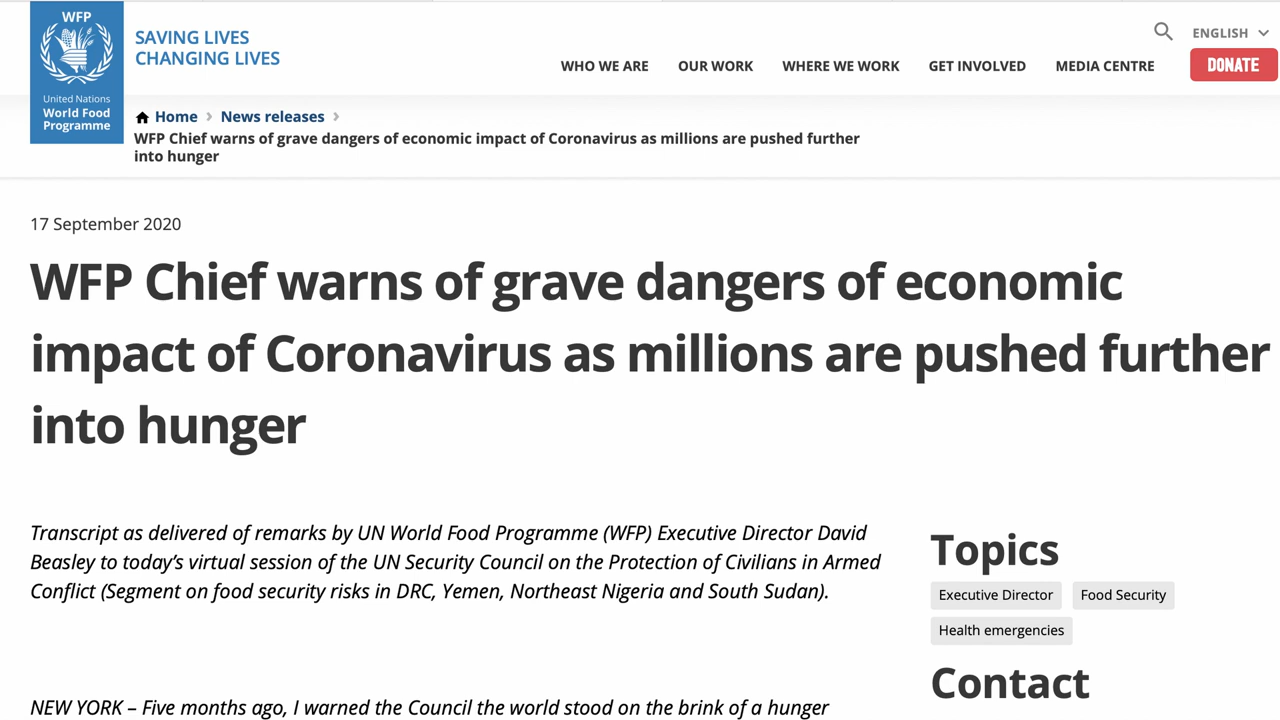 WFP
United Nations
World Food
Programme
SAVING LIVES
CHANGING LIVES
ENGLISH
WHO WE ARE
OUR WORK
WHERE WE WORK
GET INVOLVED
MEDIA CENTRE
DONATE
Home
News releases
WFP Chief warns of grave dangers of economic impact of Coronavirus as millions are pushed further
into hunger
17 September 2020
WFP Chief warns of grave dangers of economic
impact of Coronavirus as millions are pushed further
into hunger
Transcript as delivered of remarks by UN World Food Programme (WFP) Executive Director David
Beasley to today’s virtual session of the UN Security Council on the Protection of Civilians in Armed
Conflict (Segment on food security risks in DRC, Yemen, Northeast Nigeria and South Sudan).
NEW YORK – Five months ago, I warned the Council the world stood on the brink of a hunger
Topics
Executive Director
Food Security
Health emergencies
Contact